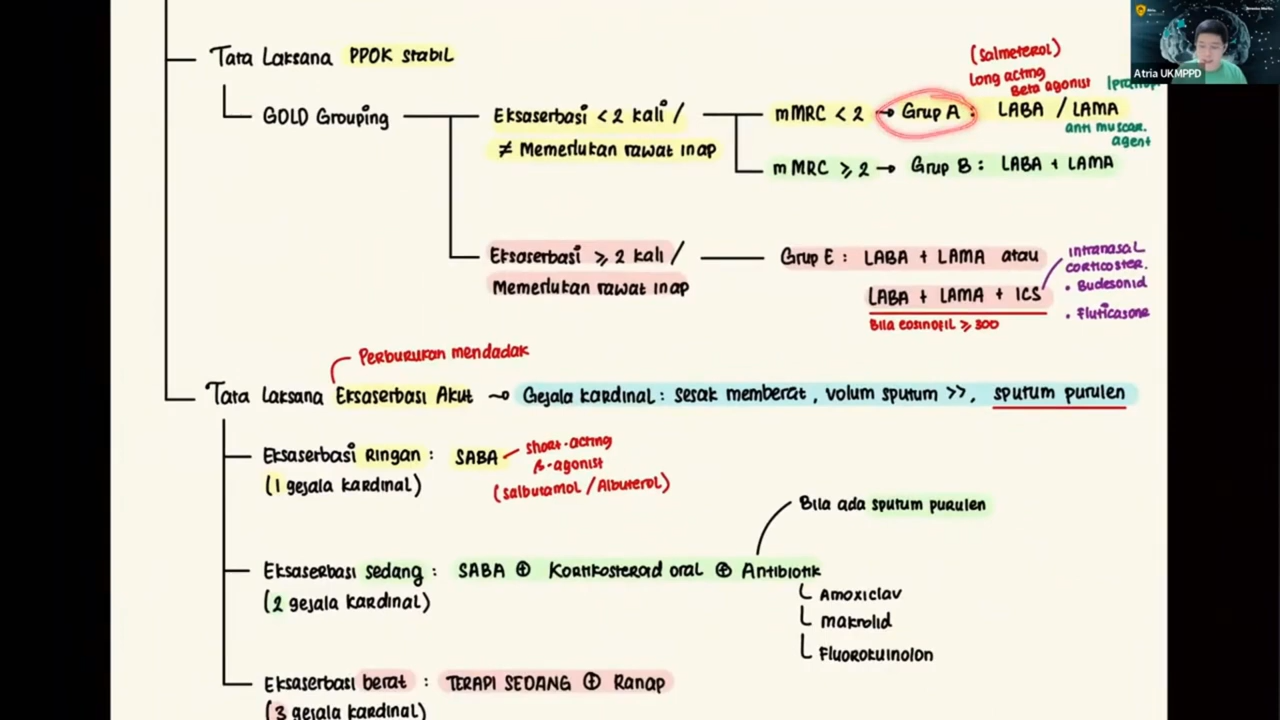 Tata Laksana PPOK stabil
GOLD Grouping
Eksaserbasi < 2 kali /
≠ Memerlukan rawat inap
mMRC < 2 → Grup A : LABA / LAMA
(Salmeterol)
Long acting
Beta agonist
anti muscar.
agent
mMRC ≥ 2 → Grup B : LABA + LAMA
Eksaserbasi ≥ 2 kali /
Memerlukan rawat inap
Grup E : LABA + LAMA atau
LABA + LAMA + ICS
Bila eosinofil ≥ 300
Intranasal
corticoster.
• Budesonid
• Fluticasone
Perburukan mendadak
Tata Laksana Eksaserbasi Akut → Gejala kardinal : sesak memberat , volum sputum >> , sputum purulen
Eksaserbasi Ringan : SABA
(1 gejala kardinal)
short-acting
β-agonist
(salbutamol / Albuterol)
Bila ada sputum purulen
Eksaserbasi sedang : SABA ⊕ Kortikosteroid oral ⊕ Antibiotik
(2 gejala kardinal)
Amoxiclav
makrolid
Fluorokuinolon
Eksaserbasi berat : TERAPI SEDANG ⊕ Ranap
(3 gejala kardinal)
Atria UKMPPD